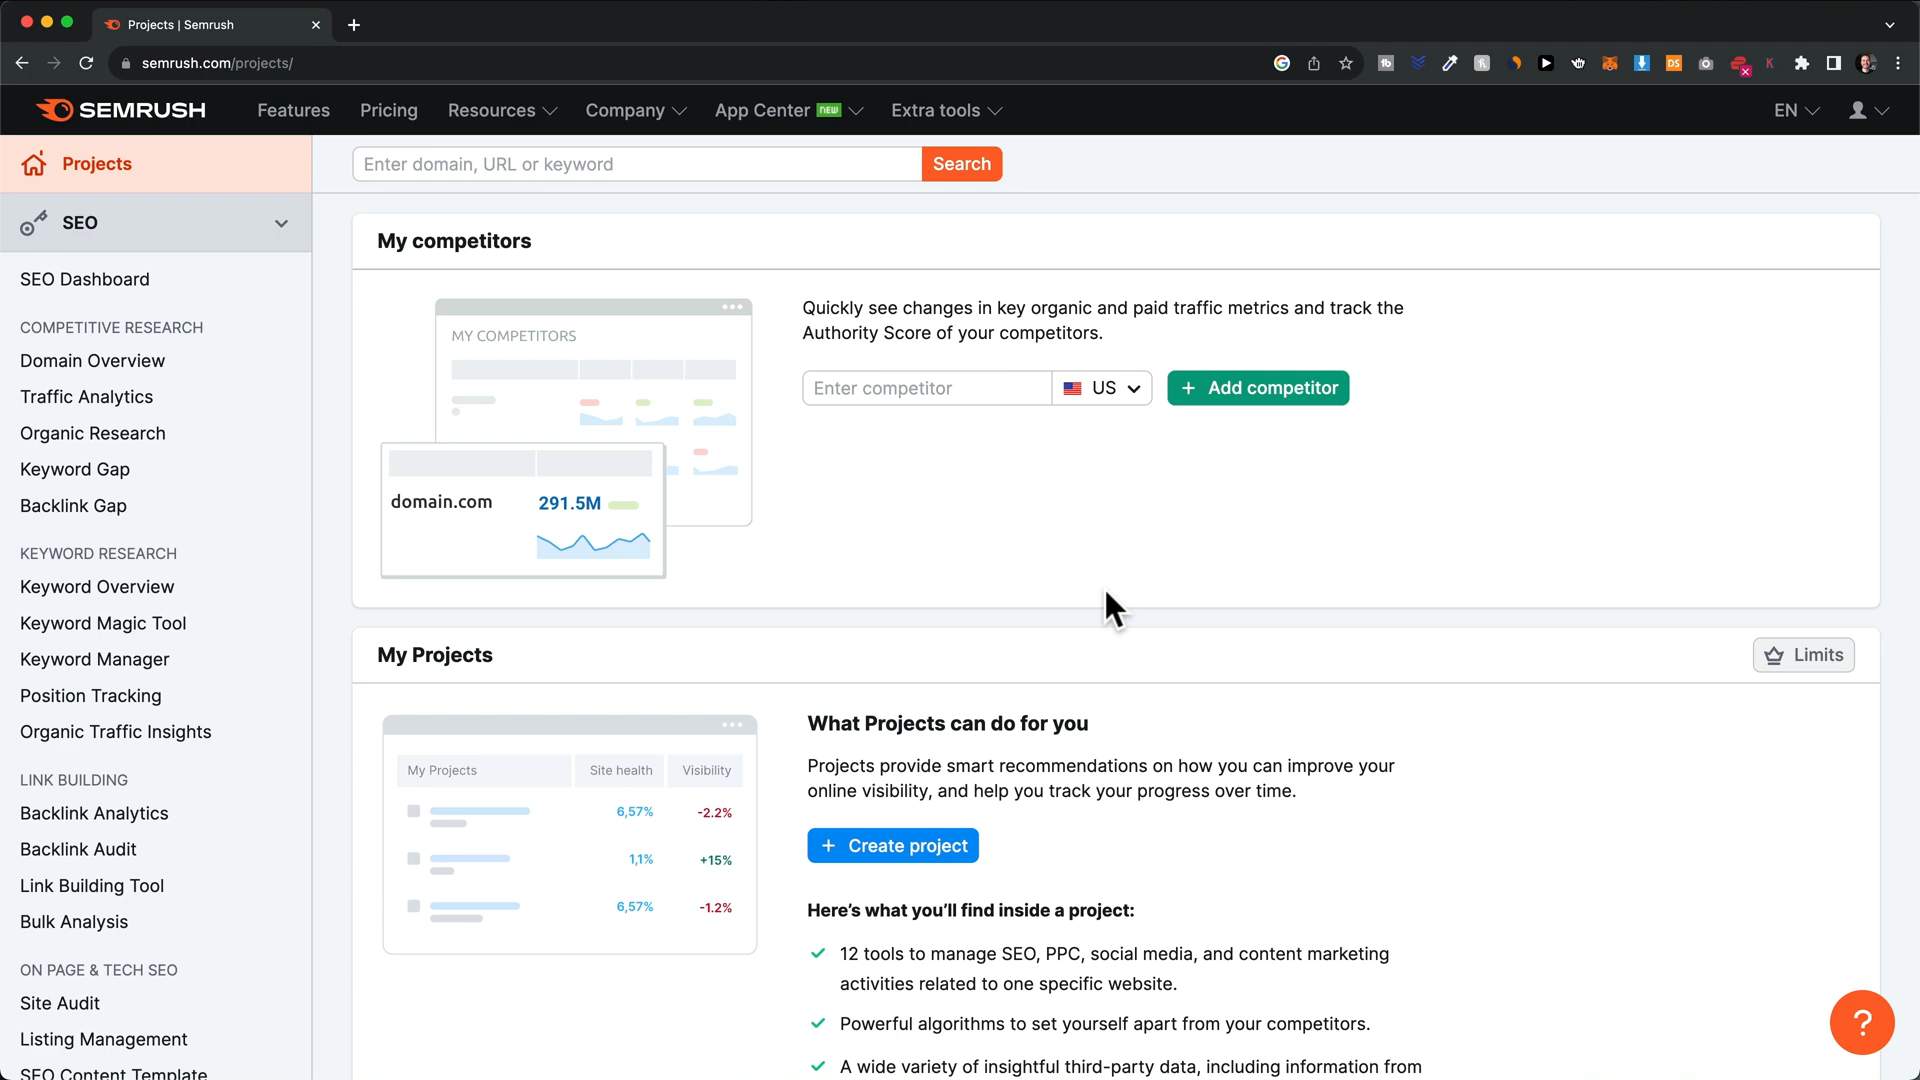 Projects | Semrush
semrush.com/projects/
SEMRUSH
Features
Pricing
Resources
Company
App Center NEW
Extra tools
EN
Projects
Enter domain, URL or keyword
Search
SEO
SEO Dashboard
COMPETITIVE RESEARCH
Domain Overview
Traffic Analytics
Organic Research
Keyword Gap
Backlink Gap
KEYWORD RESEARCH
Keyword Overview
Keyword Magic Tool
Keyword Manager
Position Tracking
Organic Traffic Insights
LINK BUILDING
Backlink Analytics
Backlink Audit
Link Building Tool
Bulk Analysis
ON PAGE & TECH SEO
Site Audit
Listing Management
SEO Content Template
My competitors
MY COMPETITORS
domain.com
291.5M
Quickly see changes in key organic and paid traffic metrics and track the
Authority Score of your competitors.
Enter competitor
US
+ Add competitor
My Projects
Limits
My Projects
Site health
Visibility
6,57%
-2.2%
1,1%
+15%
6,57%
-1.2%
What Projects can do for you
Projects provide smart recommendations on how you can improve your
online visibility, and help you track your progress over time.
+ Create project
Here’s what you’ll find inside a project:
12 tools to manage SEO, PPC, social media, and content marketing
activities related to one specific website.
Powerful algorithms to set yourself apart from your competitors.
A wide variety of insightful third-party data, including information from
?